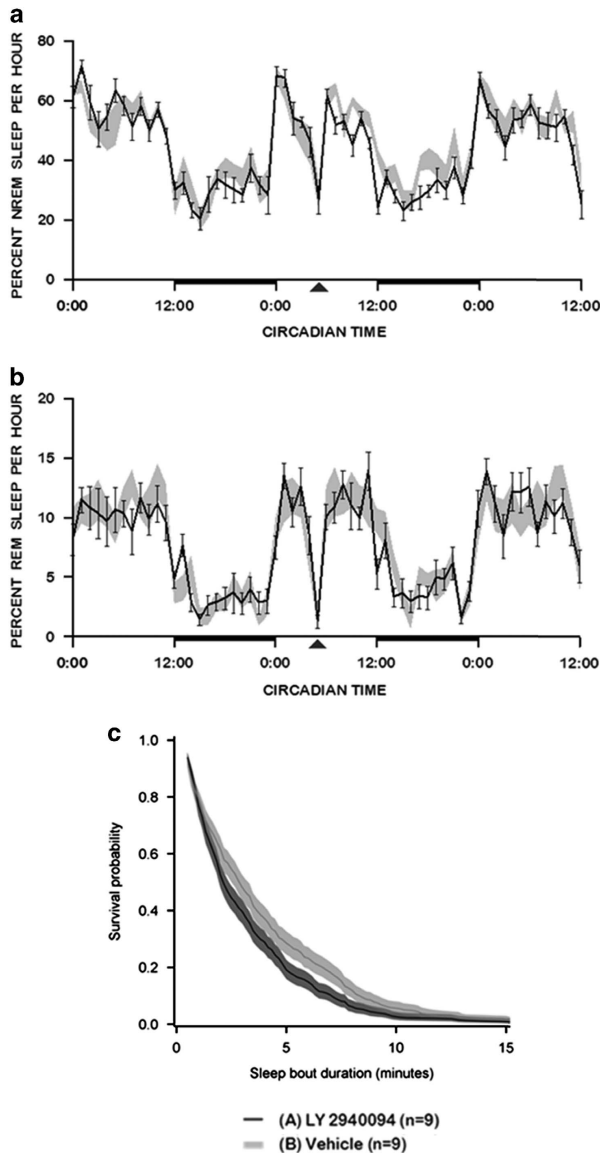 a
PERCENT NREM SLEEP PER HOUR
80
60
40
20
0
0:00 12:00 0:00 12:00 0:00 12:00
CIRCADIAN TIME
b
PERCENT REM SLEEP PER HOUR
20
15
10
5
0
0:00 12:00 0:00 12:00 0:00 12:00
CIRCADIAN TIME
c
Survival probability
1.0
0.8
0.6
0.4
0.2
0.0
0 5 10 15
Sleep bout duration (minutes)
(A) LY 2940094 (n=9)
(B) Vehicle (n=9)